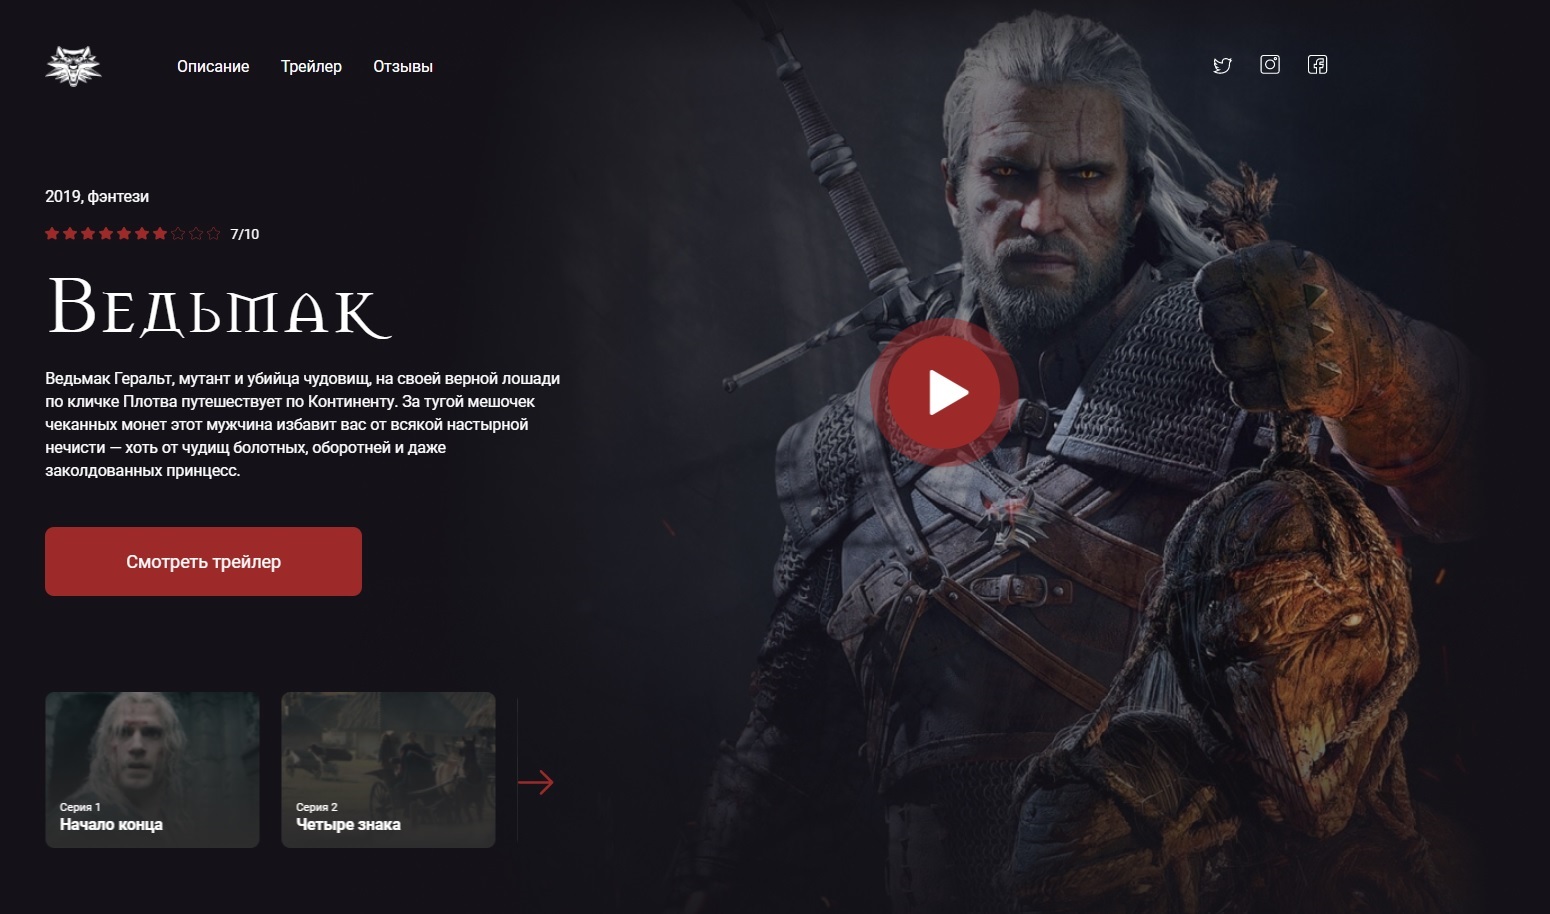 Описание Трейлер Отзывы
2019, фэнтези
7/10
Ведьмак
Ведьмак Геральт, мутант и убийца чудовищ, на своей верной лошади
по кличке Плотва путешествует по Континенту. За тугой мешочек
чеканных монет этот мужчина избавит вас от всякой настырной
нечисти — хоть от чудищ болотных, оборотней и даже
заколдованных принцесс.
Смотреть трейлер
Серия 1
Начало конца
Серия 2
Четыре знака